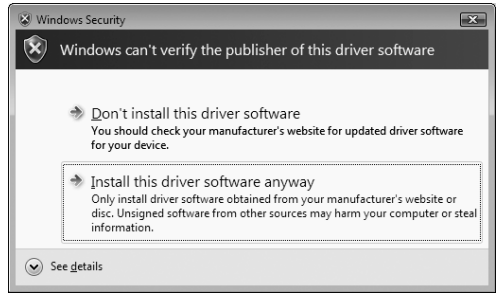 Windows Security
Windows can't verify the publisher of this driver software
Don't install this driver software
You should check your manufacturer's website for updated driver software
for your device.
Install this driver software anyway
Only install driver software obtained from your manufacturer's website or
disc. Unsigned software from other sources may harm your computer or steal
information.
See details